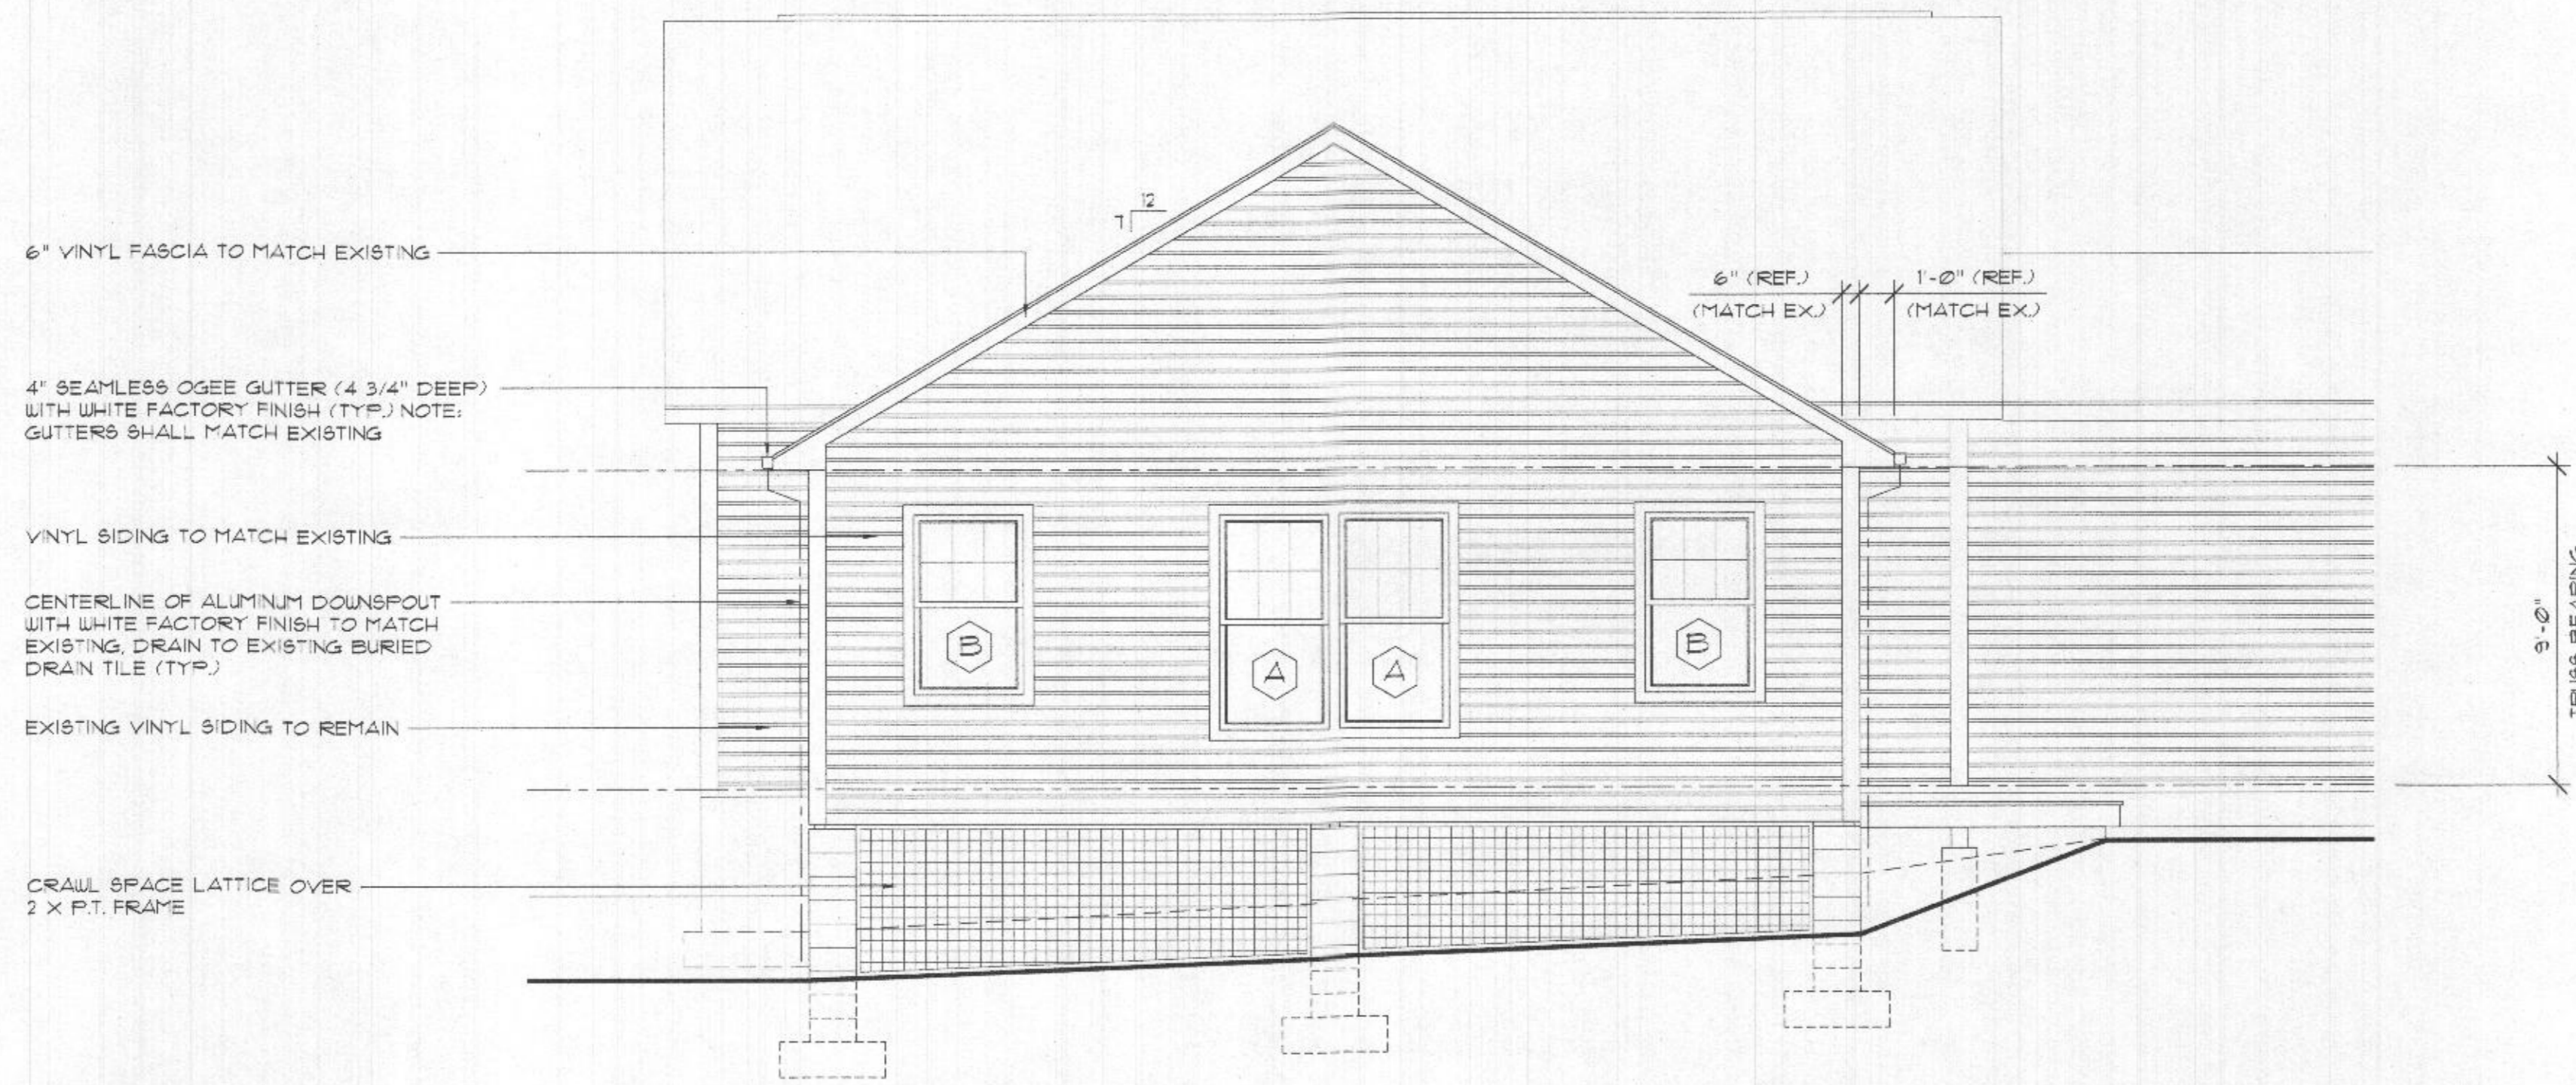 12
7
6" VINYL FASCIA TO MATCH EXISTING
6" (REF.)
(MATCH EX.)
1'-0" (REF.)
(MATCH EX.)
4" SEAMLESS OGEE GUTTER (4 3/4" DEEP)
WITH WHITE FACTORY FINISH (TYP.) NOTE:
GUTTERS SHALL MATCH EXISTING
VINYL SIDING TO MATCH EXISTING
CENTERLINE OF ALUMINUM DOWNSPOUT
WITH WHITE FACTORY FINISH TO MATCH
EXISTING, DRAIN TO EXISTING BURIED
DRAIN TILE (TYP.)
B
A
A
B
9'-0"
TRUSS BEARING
EXISTING VINYL SIDING TO REMAIN
CRAWL SPACE LATTICE OVER
2 X P.T. FRAME